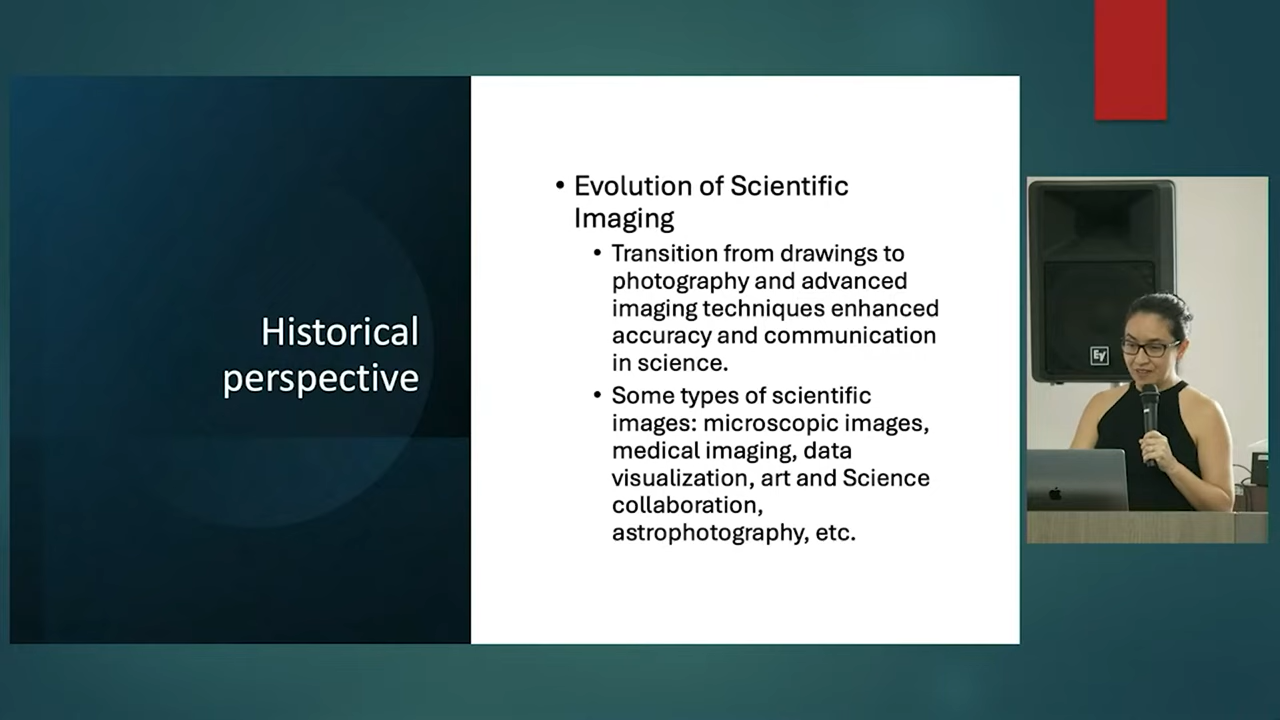 Historical
perspective
• Evolution of Scientific
Imaging
• Transition from drawings to
photography and advanced
imaging techniques enhanced
accuracy and communication
in science.
• Some types of scientific
images: microscopic images,
medical imaging, data
visualization, art and Science
collaboration,
astrophotography, etc.
EV